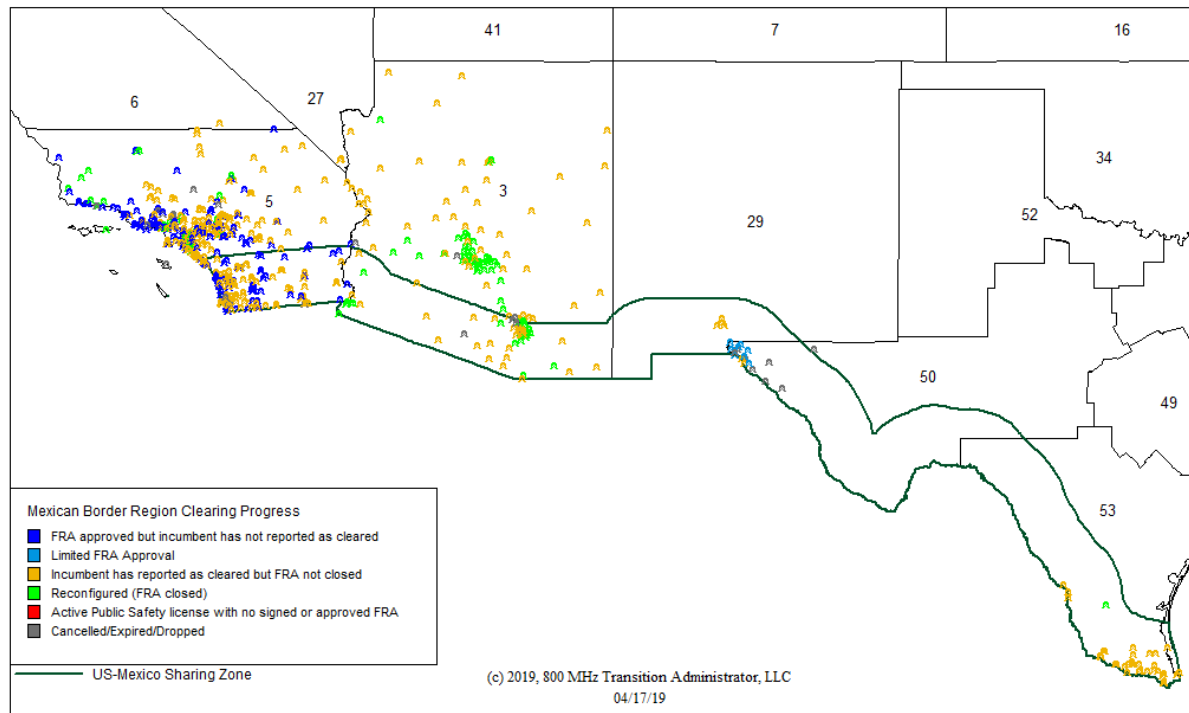 41
7
16
6
27
34
3
5
52
29
50
49
53
Mexican Border Region Clearing Progress
FRA approved but incumbent has not reported as cleared
Limited FRA Approval
Incumbent has reported as cleared but FRA not closed
Reconfigured (FRA closed)
Active Public Safety license with no signed or approved FRA
Cancelled/Expired/Dropped
US-Mexico Sharing Zone
(c) 2019, 800 MHz Transition Administrator, LLC
04/17/19